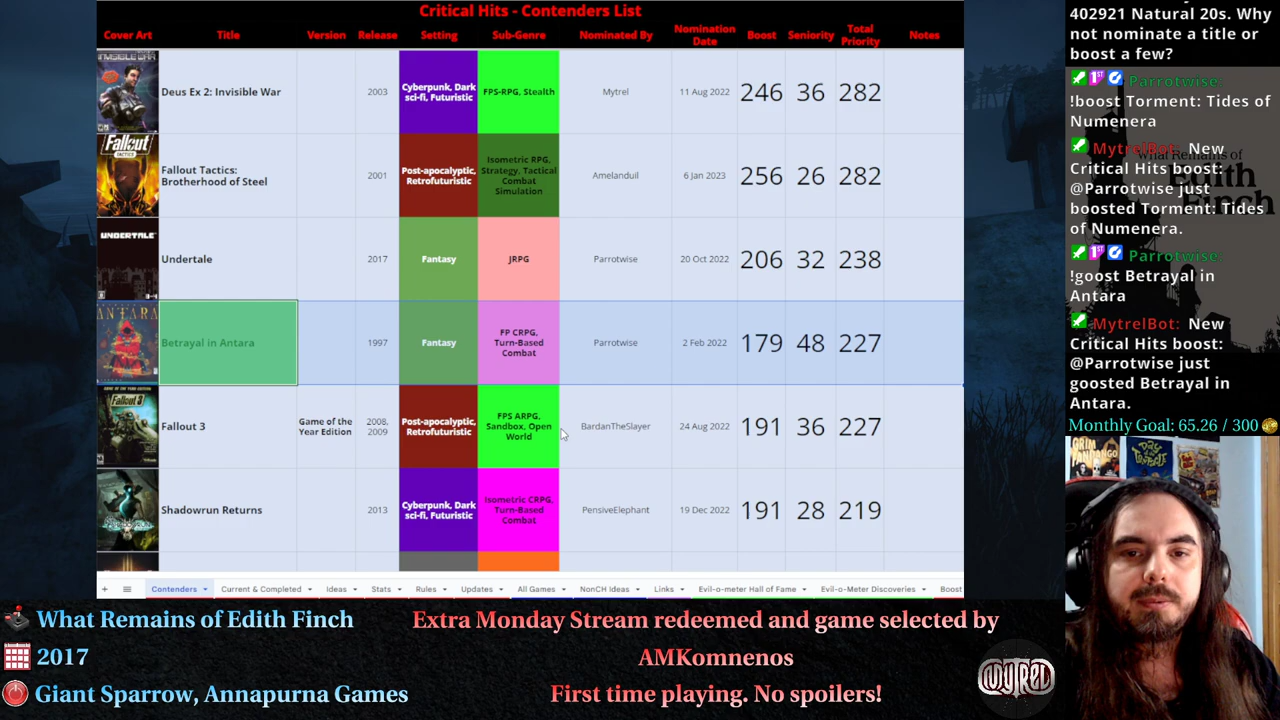 Critical Hits - Contenders List
Cover Art Title Version Release Setting Sub-Genre Nominated By Nomination Date Boost Seniority Total Priority Notes
Deus Ex 2: Invisible War 2003 Cyberpunk, Dark sci-fi, Futuristic FPS-RPG, Stealth Mytrel 11 Aug 2022 246 36 282
Fallout Tactics: Brotherhood of Steel 2001 Post-apocalyptic, Retrofuturistic Isometric RPG, Strategy, Tactical Combat Simulation Amelanduil 6 Jan 2023 256 26 282
UNDERTALE
Undertale 2017 Fantasy JRPG Parrotwise 20 Oct 2022 206 32 238
ANTARA
Betrayal in Antara 1997 Fantasy FP CRPG, Turn-Based Combat Parrotwise 2 Feb 2022 179 48 227
Fallout 3 Game of the Year Edition 2008, 2009 Post-apocalyptic, Retrofuturistic FPS ARPG, Sandbox, Open World BardanTheSlayer 24 Aug 2022 191 36 227
Shadowrun Returns 2013 Cyberpunk, Dark sci-fi, Futuristic Isometric CRPG, Turn-Based Combat PensiveElephant 19 Dec 2022 191 28 219
Contenders Current & Completed Ideas Stats Rules Updates All Games NonCH Ideas Links Evil-o-meter Hall of Fame Evil-o-Meter Discoveries Boost
402921 Natural 20s. Why
not nominate a title or
boost a few?
Parrotwise:
!boost Torment: Tides of
Numenera
MytrelBot: New
Critical Hits boost:
@Parrotwise just
boosted Torment: Tides
of Numenera.
Parrotwise:
!goost Betrayal in
Antara
MytrelBot: New
Critical Hits boost:
@Parrotwise just
goosted Betrayal in
Antara.
What Remains of
Edith
Finch
Monthly Goal: 65.26 / 300
GRIM FANDANGO
What Remains of Edith Finch
2017
Giant Sparrow, Annapurna Games
Extra Monday Stream redeemed and game selected by
AMKomnenos
First time playing. No spoilers!
MYTREL